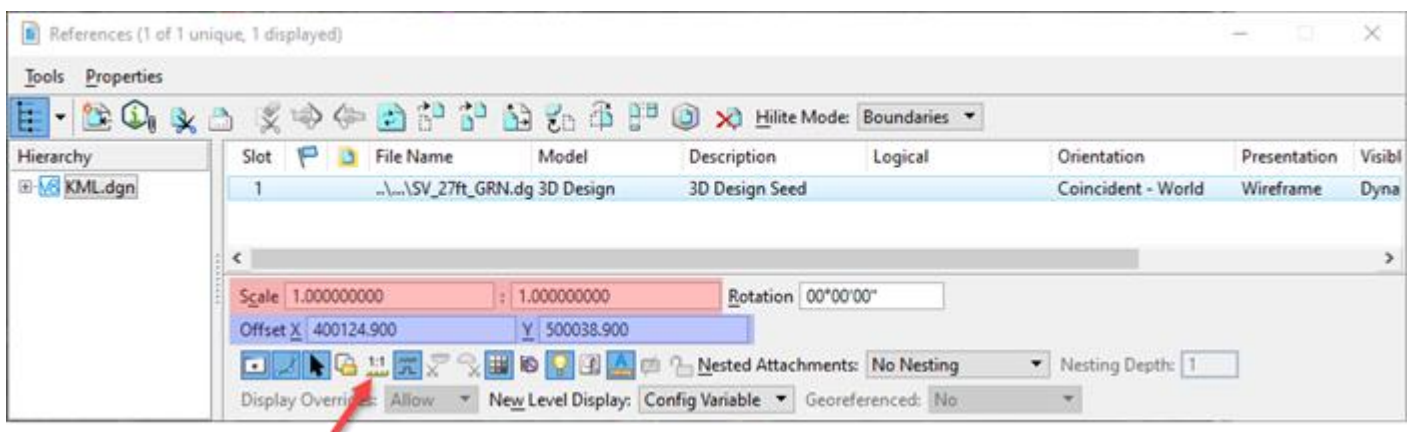 References (1 of 1 unique, 1 displayed)
Tools Properties
Hilite Mode: Boundaries
Hierarchy Slot File Name Model Description Logical Orientation Presentation Visibl
KML.dgn 1 ..\...\SV_27ft_GRN.dg 3D Design 3D Design Seed Coincident - World Wireframe Dyna
Scale 1.000000000 : 1.000000000 Rotation 00°00'00"
Offset X 400124.900 Y 500038.900
1:1 Nested Attachments: No Nesting Nesting Depth: 1
Display Overrides: Allow New Level Display: Config Variable Georeferenced: No